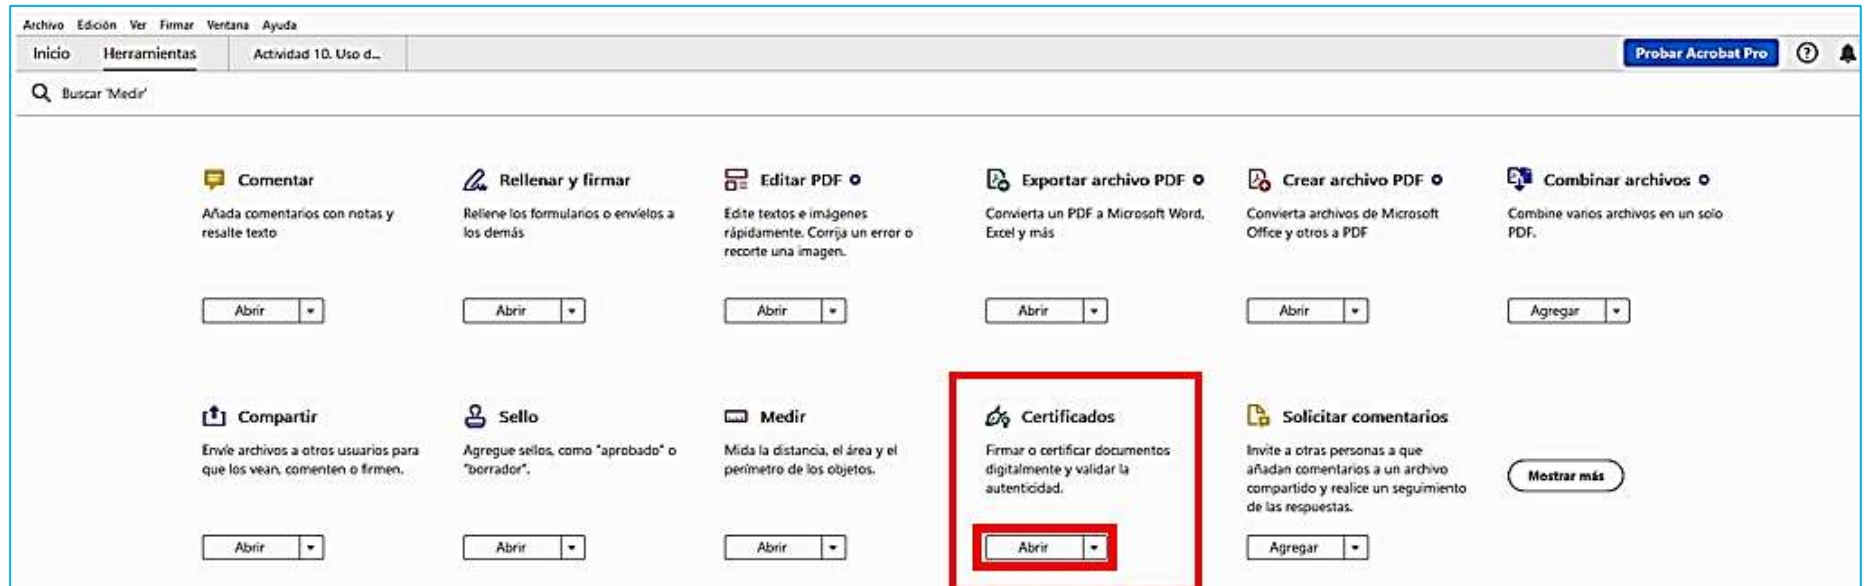 Archivo Edición Ver Firmar Ventana Ayuda
Inicio Herramientas Actividad 10. Uso d... Probar Acrobat Pro
Buscar 'Medir'
Comentar
Añada comentarios con notas y
resalte texto
Abrir
Rellenar y firmar
Rellene los formularios o envíelos a
los demás
Abrir
Editar PDF
Edite textos e imágenes
rápidamente. Corrija un error o
recorte una imagen.
Abrir
Exportar archivo PDF
Convierta un PDF a Microsoft Word,
Excel y más
Abrir
Crear archivo PDF
Convierta archivos de Microsoft
Office y otros a PDF
Abrir
Combinar archivos
Combine varios archivos en un solo
PDF.
Agregar
Compartir
Envíe archivos a otros usuarios para
que los vean, comenten o firmen.
Abrir
Sello
Agregue sellos, como "aprobado" o
"borrador".
Abrir
Medir
Mida la distancia, el área y el
perímetro de los objetos.
Abrir
Certificados
Firmar o certificar documentos
digitalmente y validar la
autenticidad.
Abrir
Solicitar comentarios
Invite a otras personas a que
añadan comentarios a un archivo
compartido y realice un seguimiento
de las respuestas.
Agregar
Mostrar más